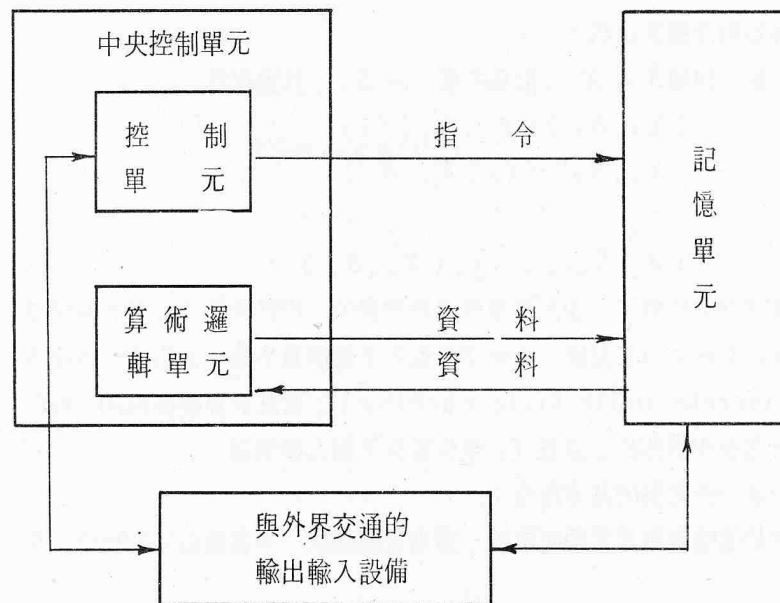 中央控制單元
控制
單元
指令
記憶單元
算術邏
輯單元
資料
資料
與外界交通的
輸出輸入設備